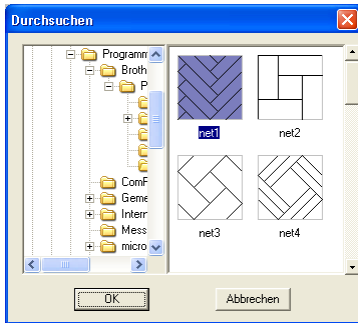 Durchsuchen
Programm
Broth
P
ComF
Geme
Interr
Mess
micro
net1
net2
net3
net4
OK
Abbrechen